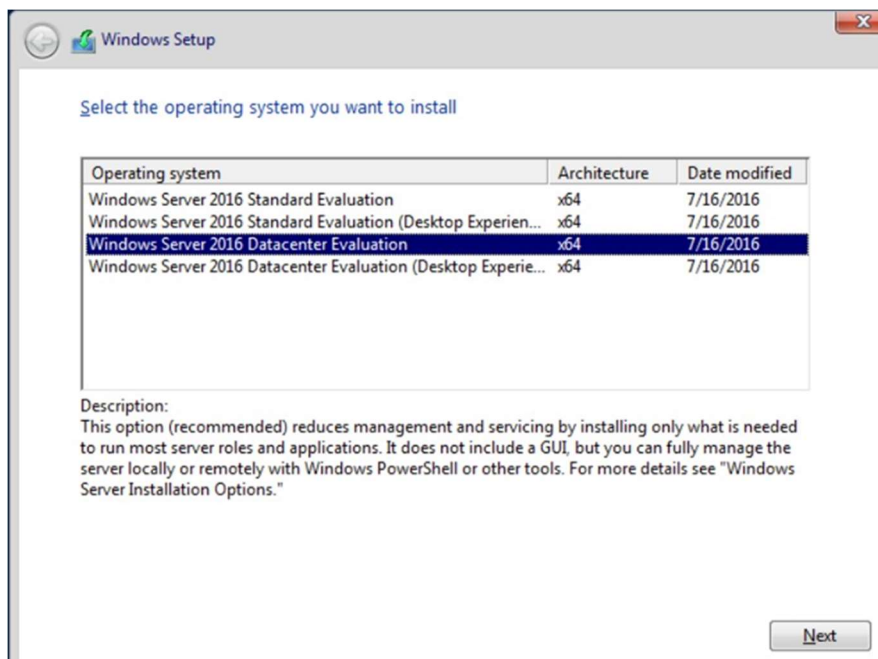 Windows Setup
Select the operating system you want to install
Operating system Architecture Date modified
Windows Server 2016 Standard Evaluation x64 7/16/2016
Windows Server 2016 Standard Evaluation (Desktop Experien... x64 7/16/2016
Windows Server 2016 Datacenter Evaluation x64 7/16/2016
Windows Server 2016 Datacenter Evaluation (Desktop Experie... x64 7/16/2016
Description:
This option (recommended) reduces management and servicing by installing only what is needed
to run most server roles and applications. It does not include a GUI, but you can fully manage the
server locally or remotely with Windows PowerShell or other tools. For more details see "Windows
Server Installation Options."
Next